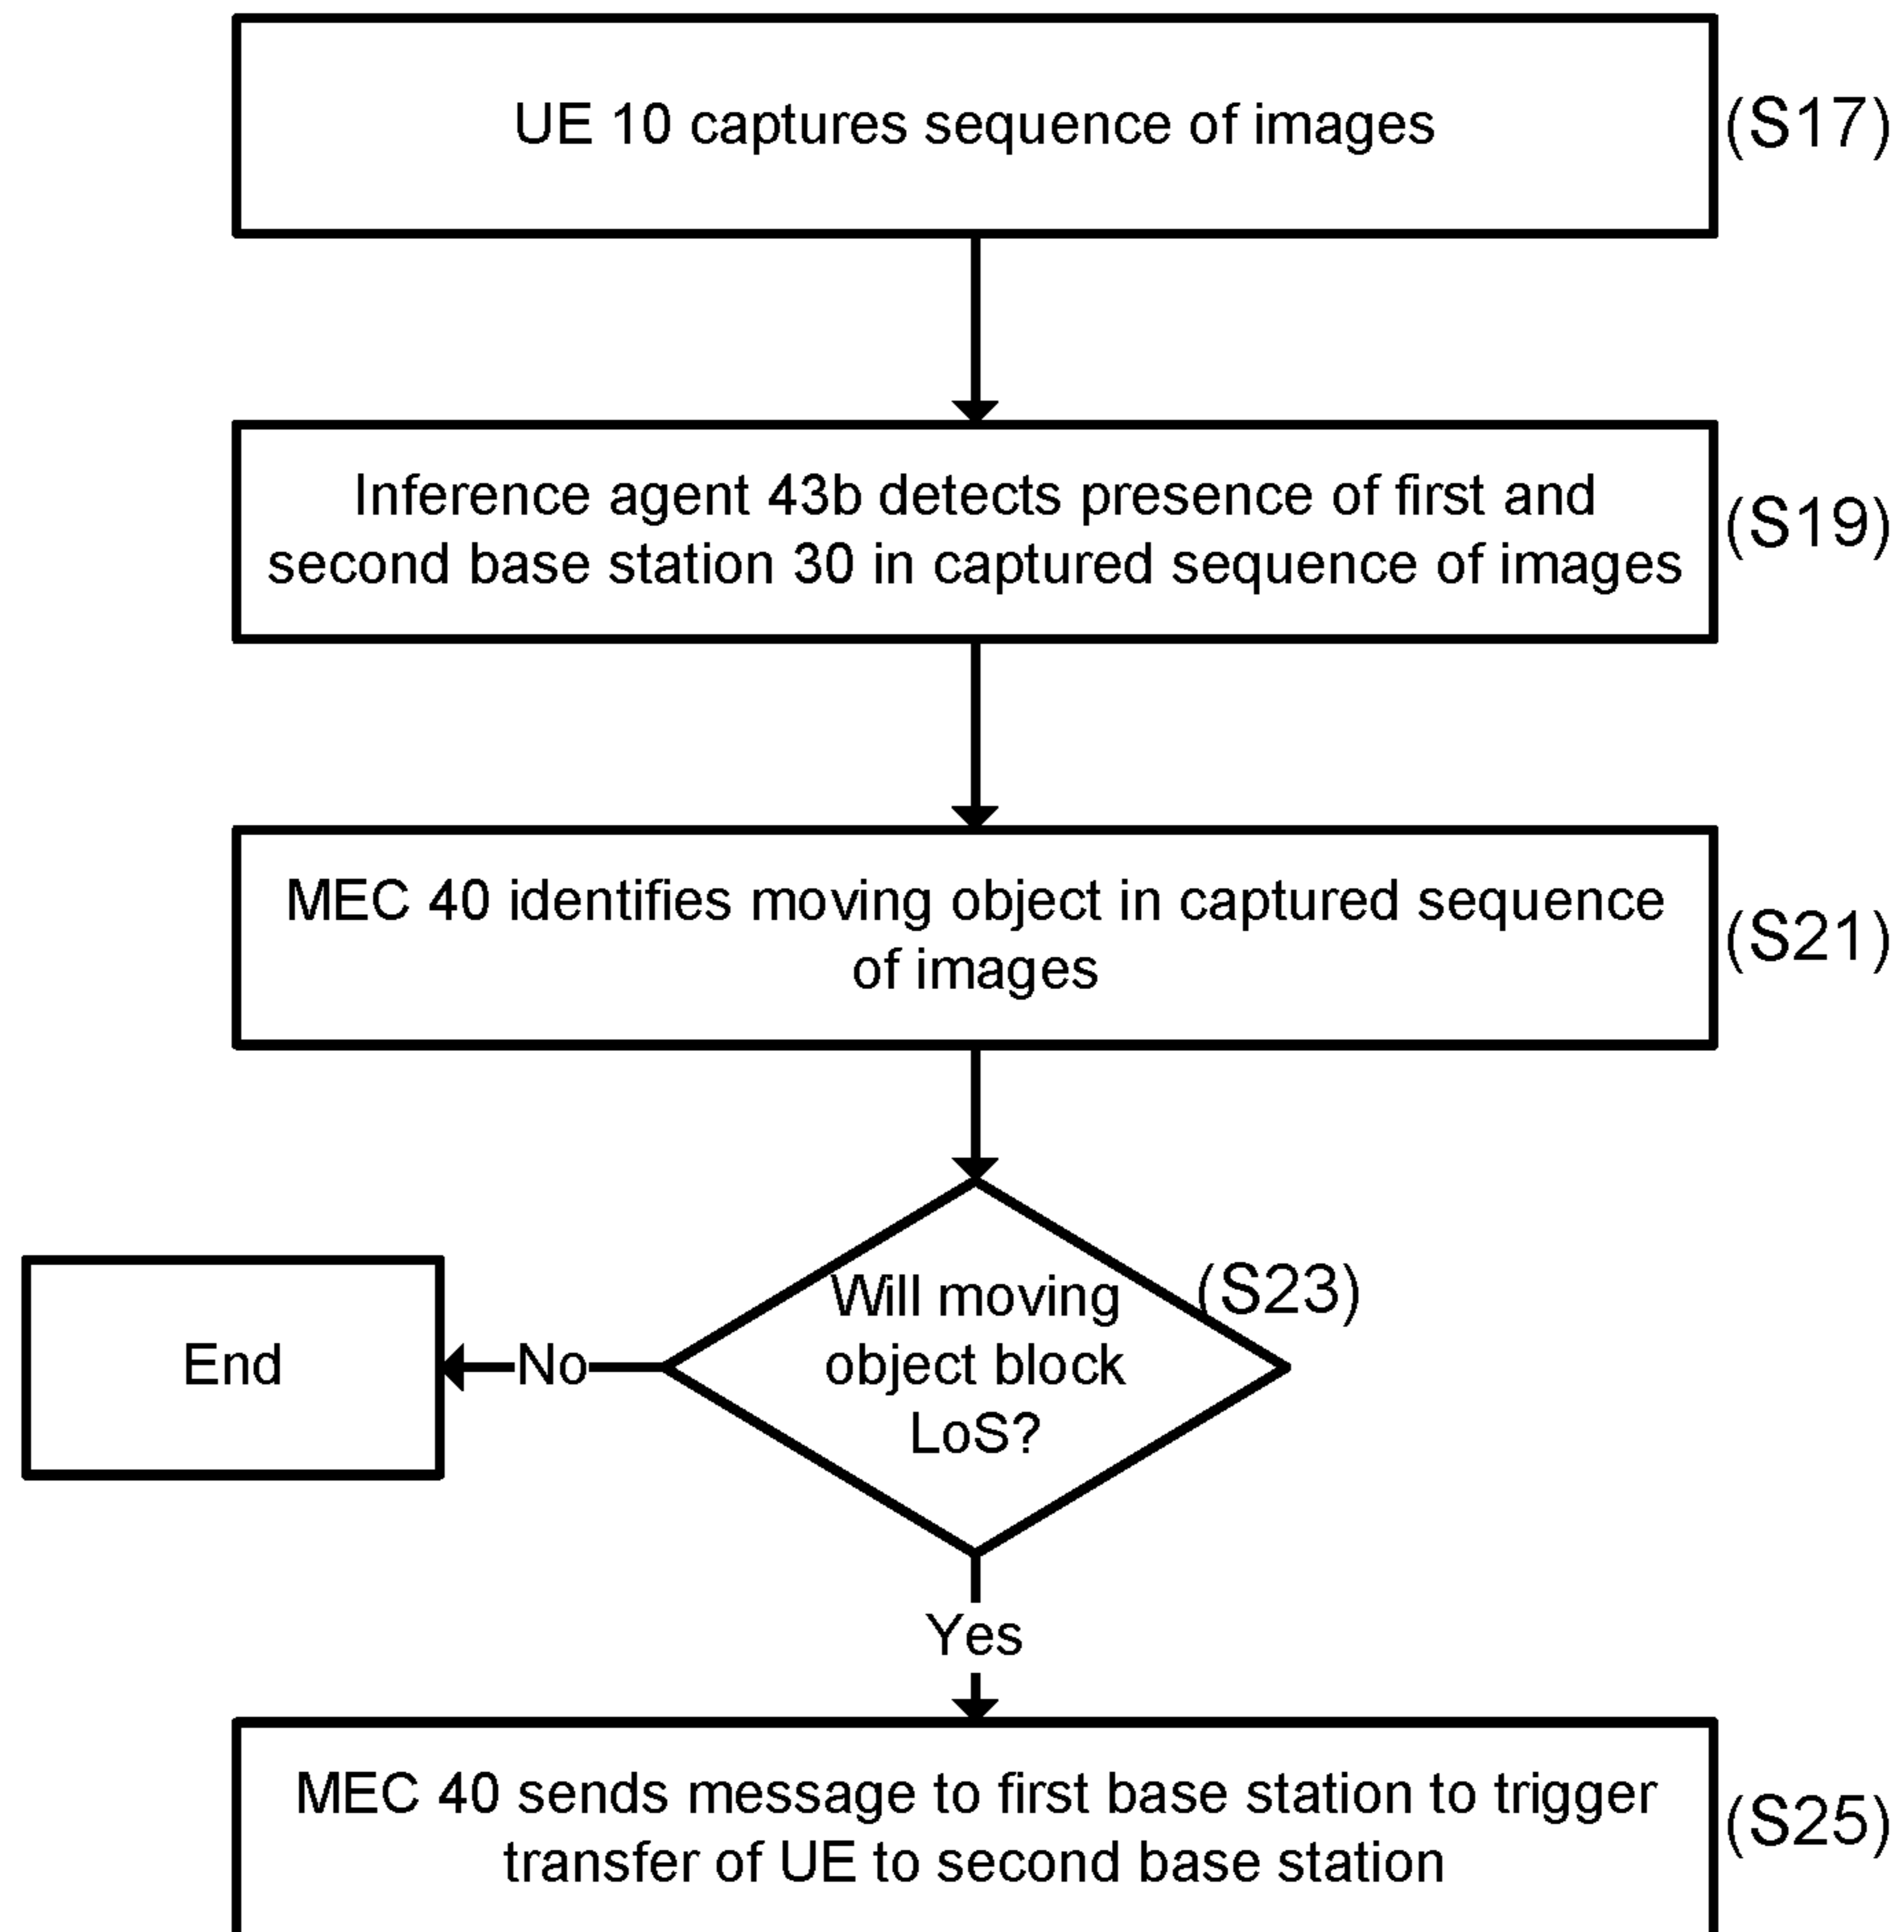 UE 10 captures sequence of images
(S17)
Inference agent 43b detects presence of first and
second base station 30 in captured sequence of images
(S19)
MEC 40 identifies moving object in captured sequence
of images
(S21)
Will moving
object block
LoS?
(S23)
End
No
Yes
MEC 40 sends message to first base station to trigger
transfer of UE to second base station
(S25)